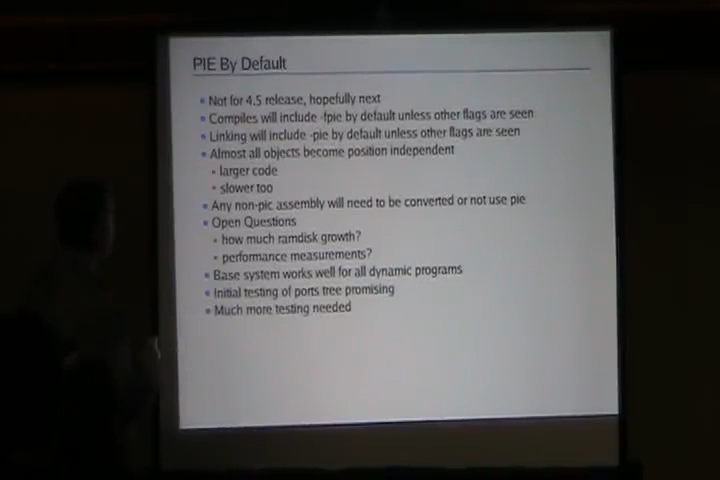 PIE By Default
Not for 4.5 release, hopefully next
Compiles will include -fpie by default unless other flags are seen
Linking will include -pie by default unless other flags are seen
Almost all objects become position independent
larger code
slower too
Any non-pic assembly will need to be converted or not use pie
Open Questions
how much ramdisk growth?
performance measurements?
Base system works well for all dynamic programs
Initial testing of ports tree promising
Much more testing needed